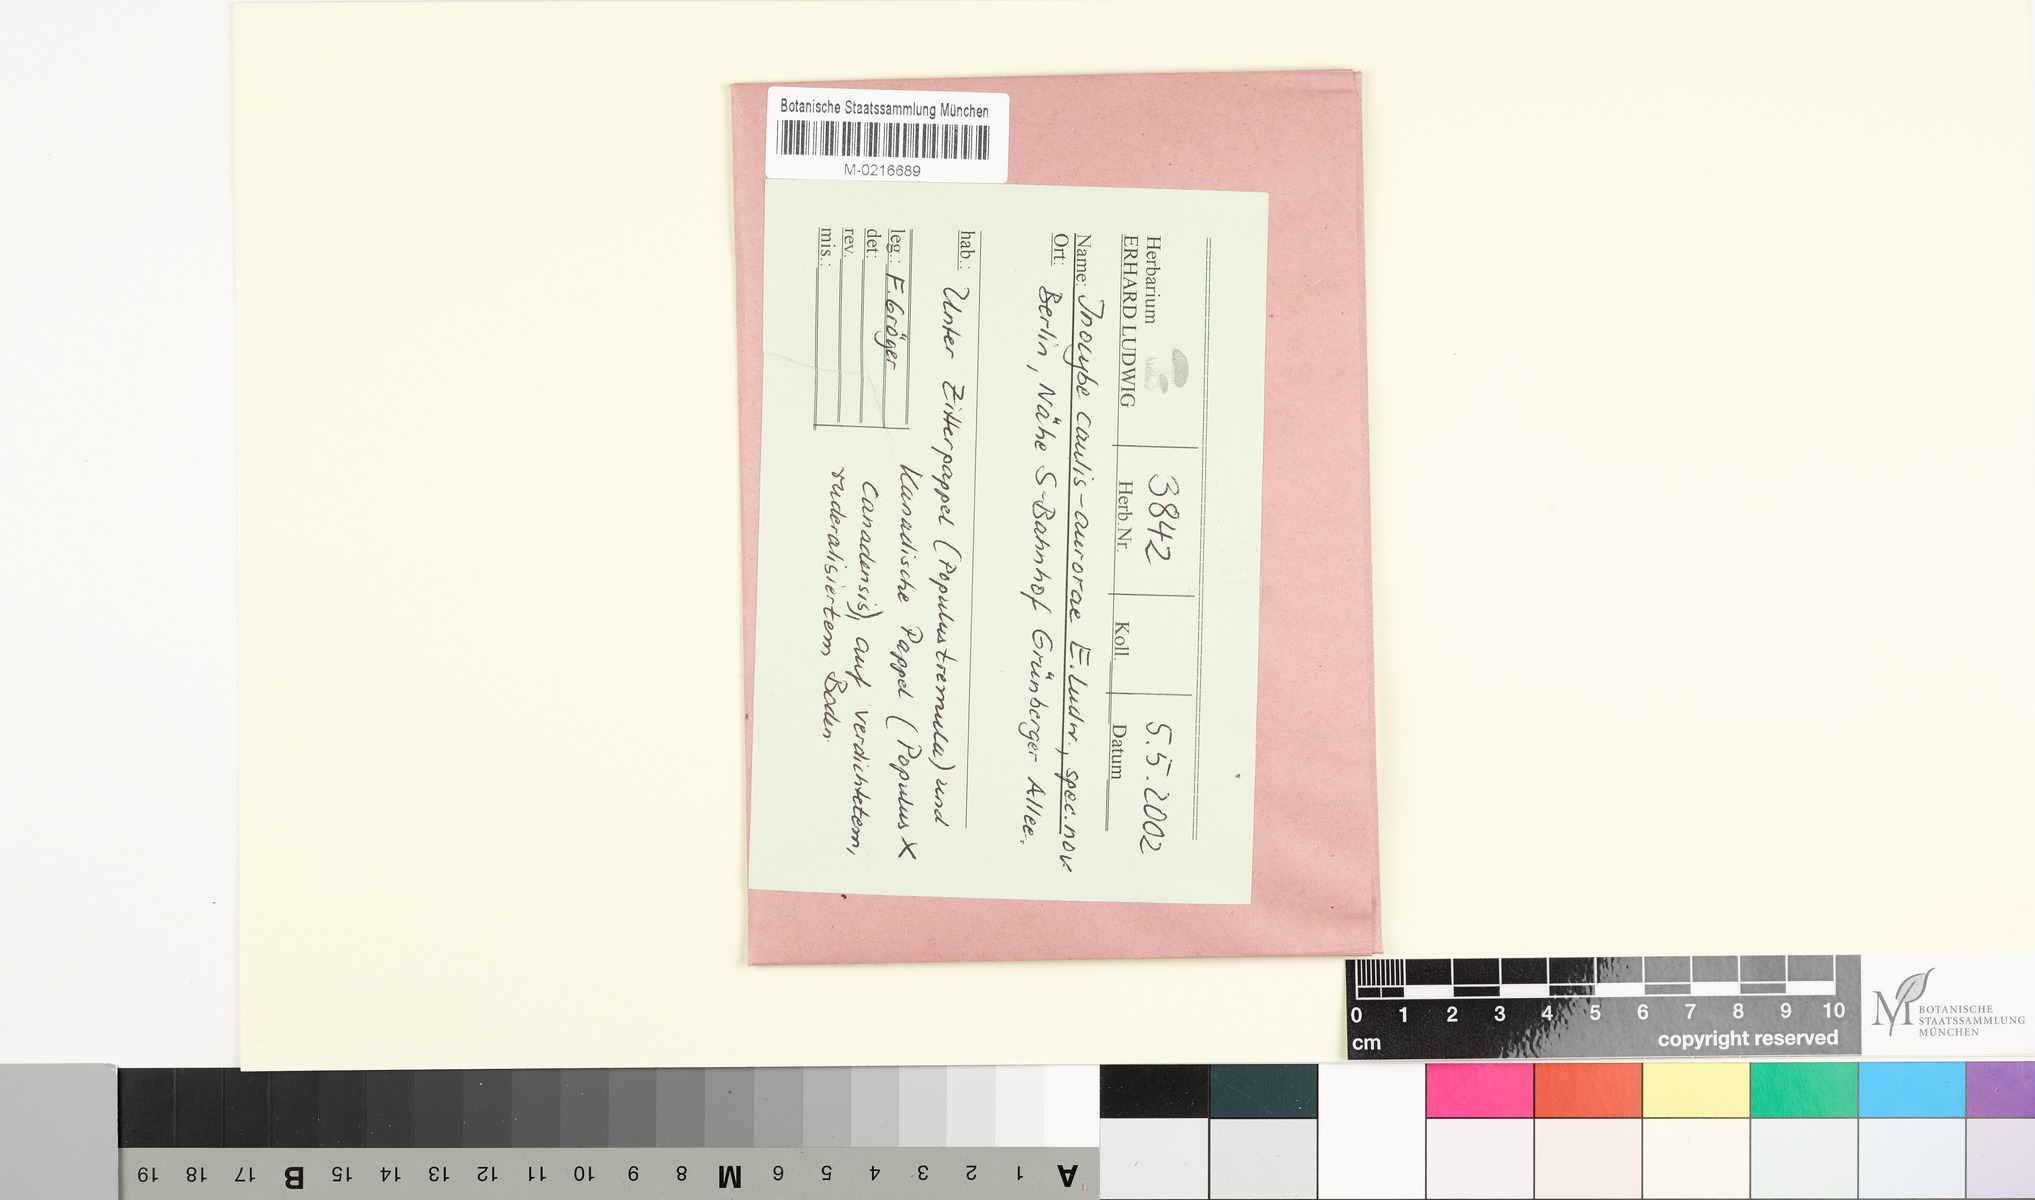 Botanische Staatssammlung München
M-0216689
Herbarium
ERHARD LUDWIG
3842
Herb.Nr.
Koll.
5.5.2002
Datum
Name: Inocybe caulis-aurorae E. Ludw., spec. nov.
Ort: Berlin, Nähe S-Bahnhof Grünberger Allee.
hab.: Unter Zitterpappel (Populus tremula) und
Kanadische Pappel (Populus X
canadensis), auf verdichtetem,
ruderalisiertem Boden.
leg.: F. Gröger
det:
rev.
mis.:
0 1 2 3 4 5 6 7 8 9 10
cm
copyright reserved
M BOTANISCHE
STAATSSAMMLUNG
MÜNCHEN
19 18 17 B 15 14 13 12 11 10 9 8 M 6 5 4 3 2 1 A